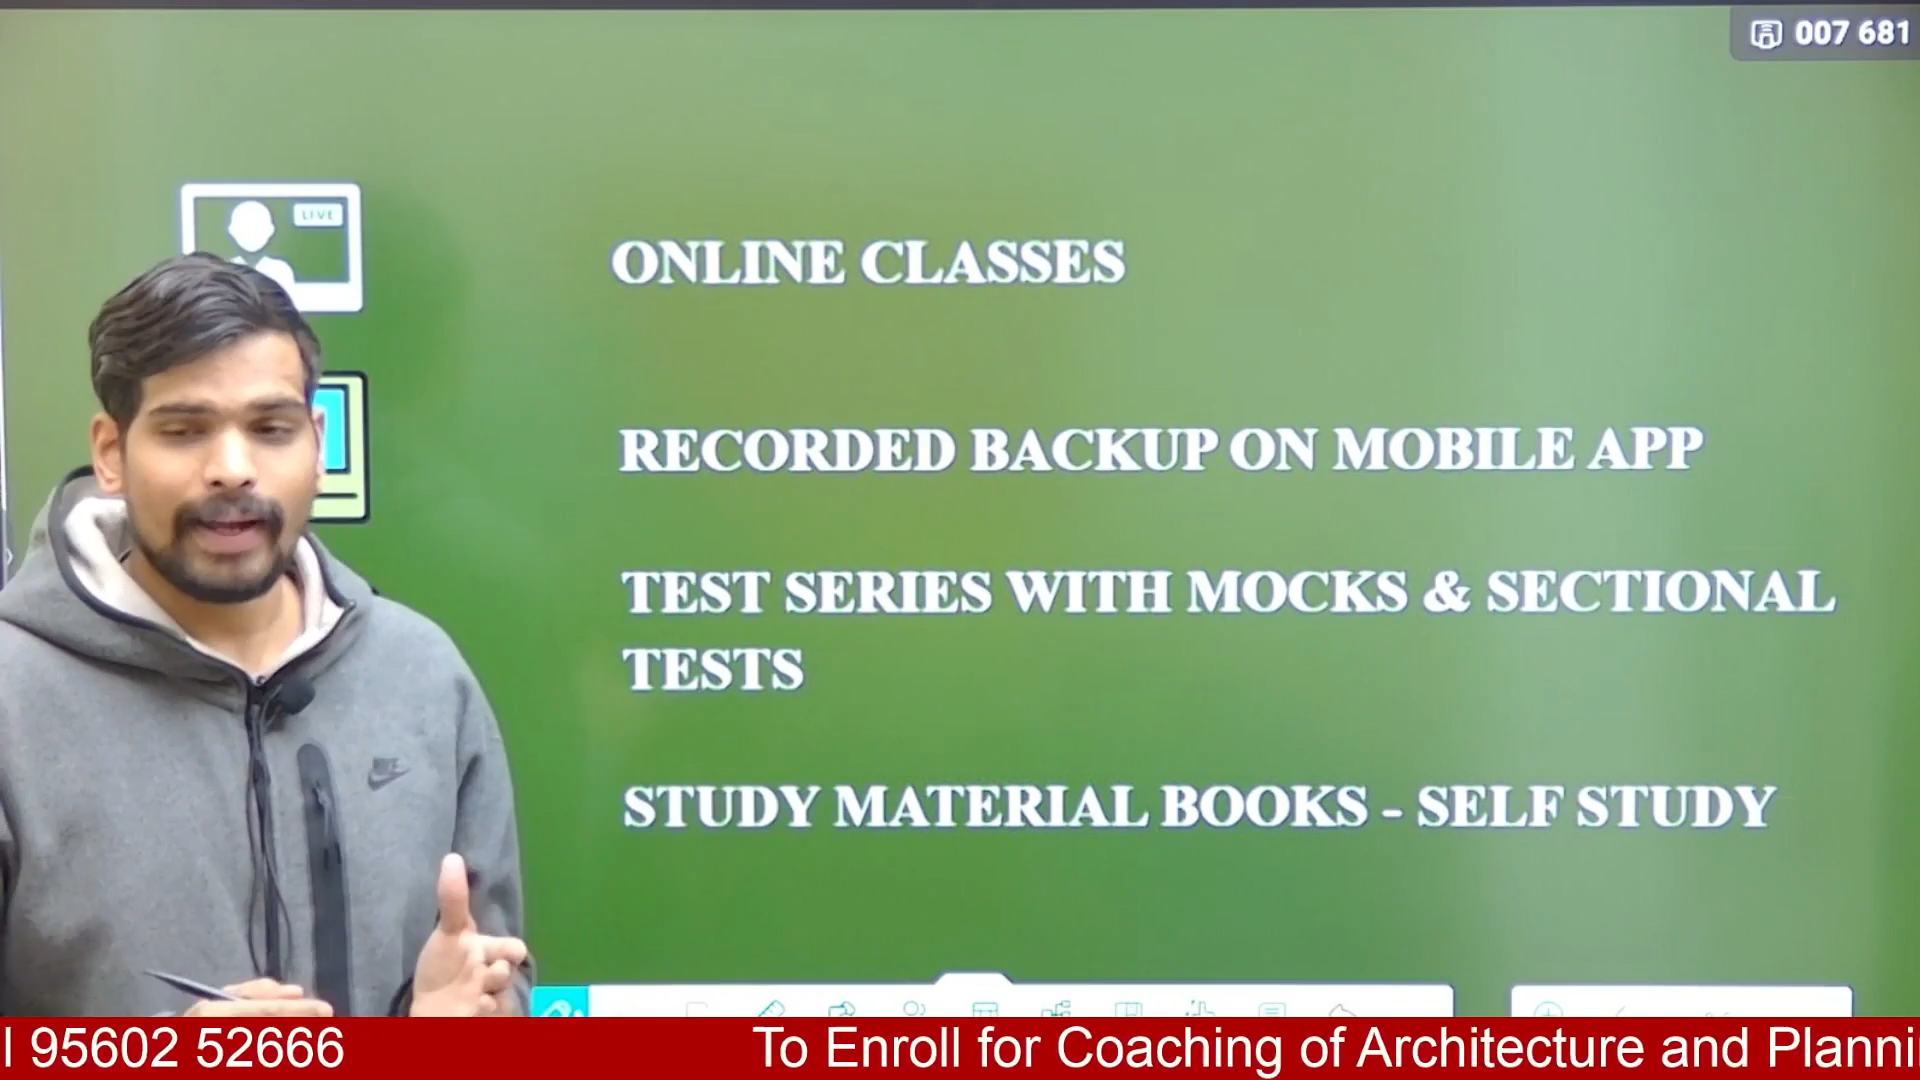 007 681
LIVE
ONLINE CLASSES
RECORDED BACKUP ON MOBILE APP
TEST SERIES WITH MOCKS & SECTIONAL
TESTS
STUDY MATERIAL BOOKS - SELF STUDY
NIKE
l 95602 52666 To Enroll for Coaching of Architecture and Planni